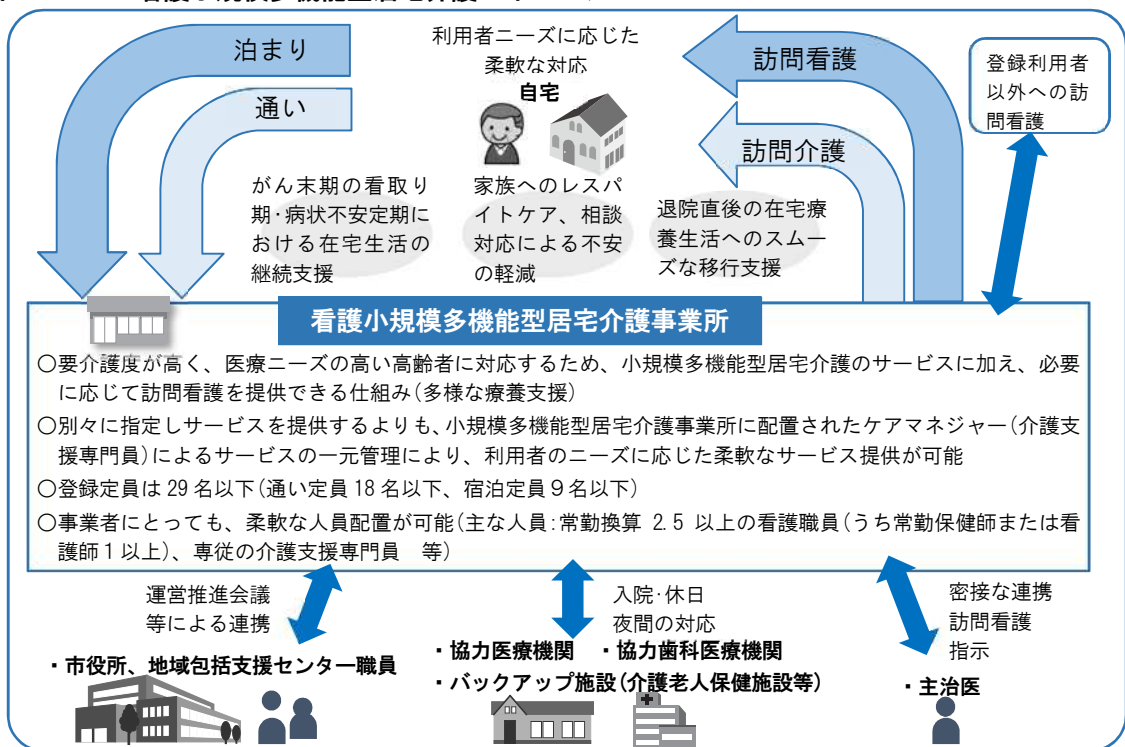 泊まり
通い
利用者ニーズに応じた
柔軟な対応
自宅
訪問看護
訪問介護
登録利用者
以外への訪
問看護
がん末期の看取り
期・病状不安定期に
おける在宅生活の
継続支援
家族へのレスパ
イトケア、相談
対応による不安
の軽減
退院直後の在宅療
養生活へのスムー
ズな移行支援
看護小規模多機能型居宅介護事業所
○要介護度が高く、医療ニーズの高い高齢者に対応するため、小規模多機能型居宅介護のサービスに加え、必要
に応じて訪問看護を提供できる仕組み(多様な療養支援)
○別々に指定しサービスを提供するよりも、小規模多機能型居宅介護事業所に配置されたケアマネジャー(介護支
援専門員)によるサービスの一元管理により、利用者のニーズに応じた柔軟なサービス提供が可能
○登録定員は 29 名以下(通い定員 18 名以下、宿泊定員９名以下)
○事業者にとっても、柔軟な人員配置が可能(主な人員:常勤換算 2.5 以上の看護職員(うち常勤保健師または看
護師１以上)、専従の介護支援専門員　等)
運営推進会議
等による連携
入院・休日
夜間の対応
密接な連携
訪問看護
指示
・市役所、地域包括支援センター職員
・協力医療機関　・協力歯科医療機関
・バックアップ施設(介護老人保健施設等)
・主治医